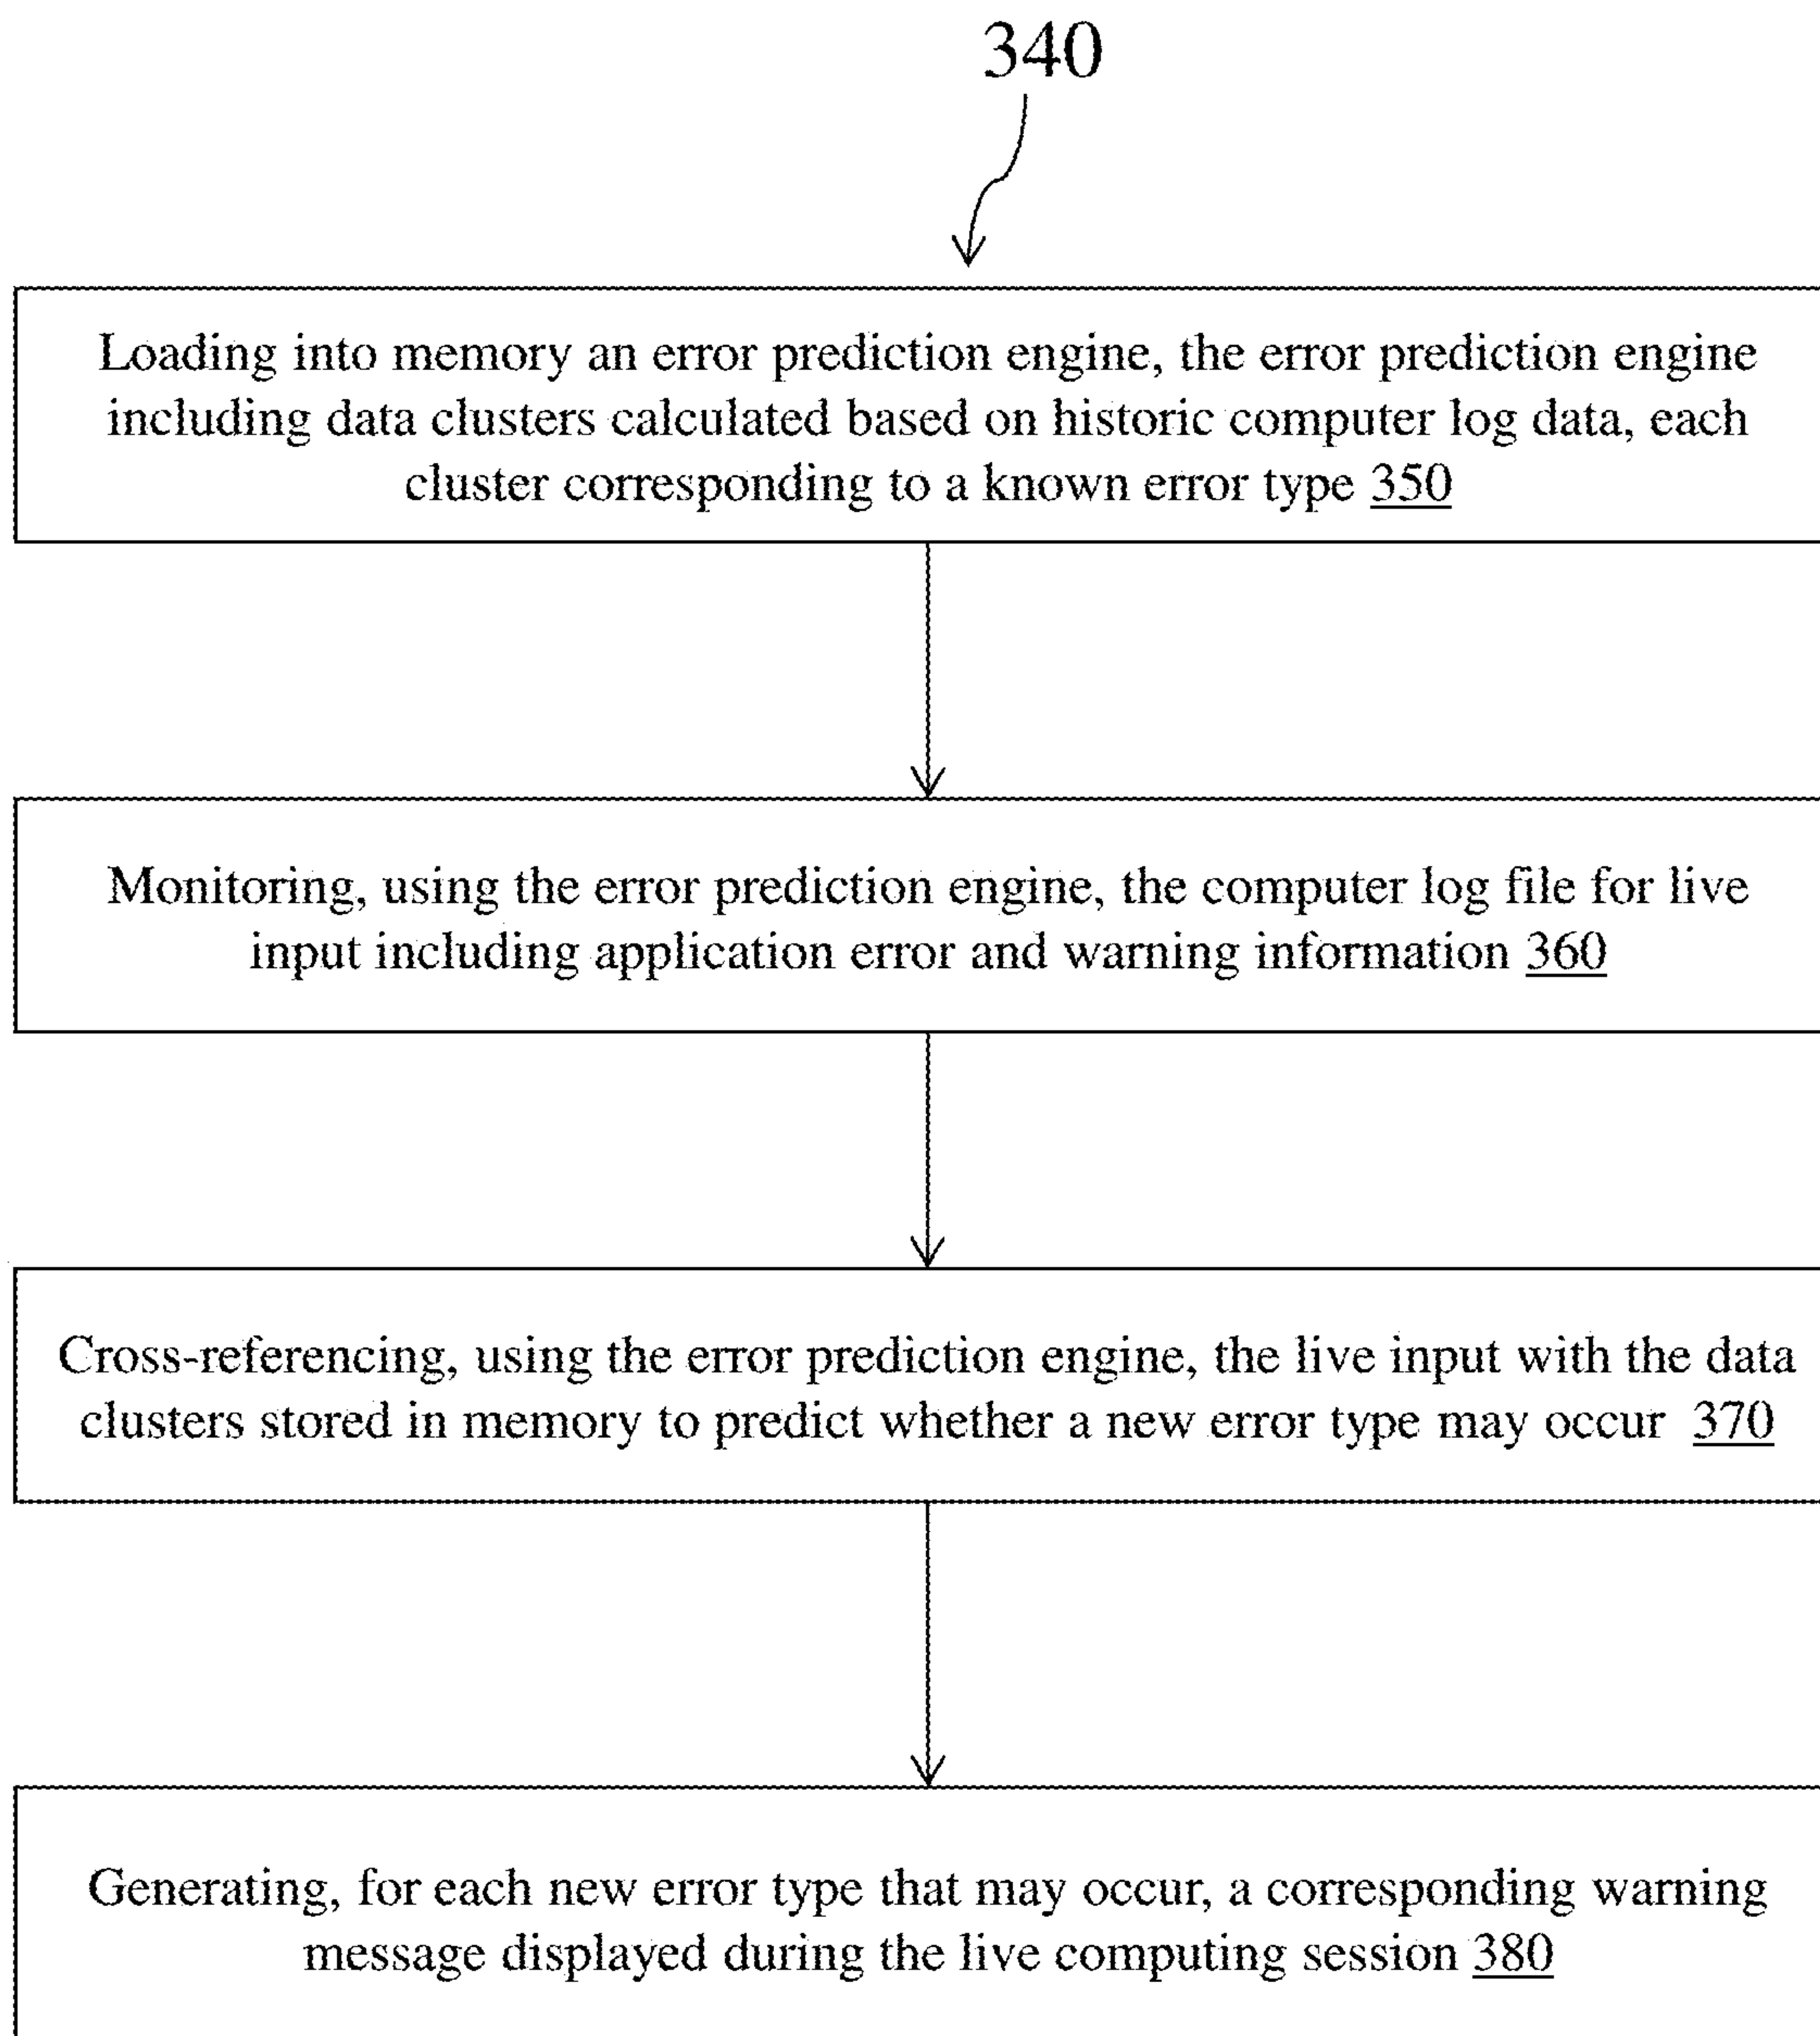 340
Loading into memory an error prediction engine, the error prediction engine
including data clusters calculated based on historic computer log data, each
cluster corresponding to a known error type 350
Monitoring, using the error prediction engine, the computer log file for live
input including application error and warning information 360
Cross-referencing, using the error prediction engine, the live input with the data
clusters stored in memory to predict whether a new error type may occur 370
Generating, for each new error type that may occur, a corresponding warning
message displayed during the live computing session 380